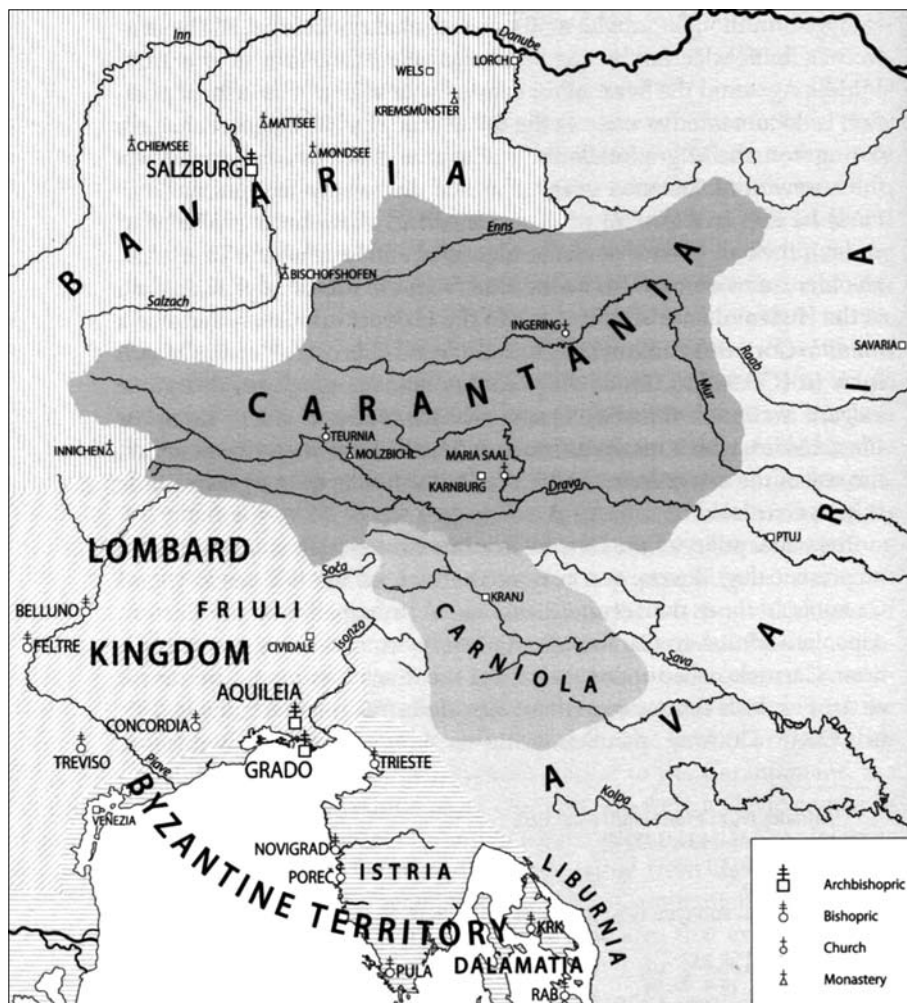 Inn
Danube
LORCH
WELS
KREMSMÜNSTER
MATTSEE
CHIEMSEE
MONDSEE
SALZBURG
BAVARIA
Enns
BISCHOFSHOFEN
Salzach
INGERING
SAVARIA
Raab
Mur
CARANTANIA
TEURNIA
INNICHEN
MOLZBICHL
MARIA SAAL
KARNBURG
Drava
PTUJ
AVARIA
LOMBARD
Soča
KRANJ
BELLUNO
FRIULI
Isonzo
CARNIOLA
FELTRE
CIVIDALE
KINGDOM
Sava
AQUILEIA
CONCORDIA
TREVISO
Piave
GRADO
TRIESTE
Kolpa
VENEZIA
BYZANTINE TERRITORY
NOVIGRAD
POREČ
ISTRIA
LIBURNIA
KRK
DALAMATIA
PULA
RAB
Archbishopric
Bishopric
Church
Monastery